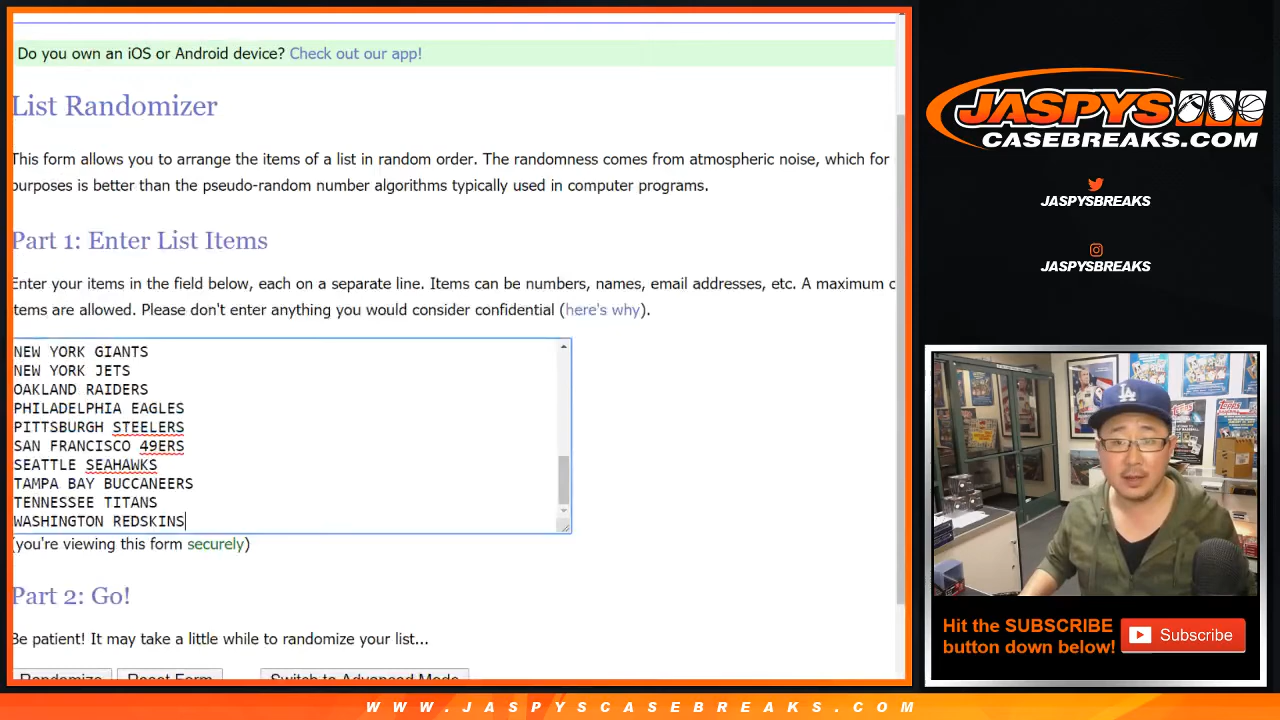 Do you own an iOS or Android device? Check out our app!
List Randomizer
This form allows you to arrange the items of a list in random order. The randomness comes from atmospheric noise, which for
purposes is better than the pseudo-random number algorithms typically used in computer programs.
Part 1: Enter List Items
Enter your items in the field below, each on a separate line. Items can be numbers, names, email addresses, etc. A maximum
items are allowed. Please don't enter anything you would consider confidential (here's why).
NEW YORK GIANTS
NEW YORK JETS
OAKLAND RAIDERS
PHILADELPHIA EAGLES
PITTSBURGH STEELERS
SAN FRANCISCO 49ERS
SEATTLE SEAHAWKS
TAMPA BAY BUCCANEERS
TENNESSEE TITANS
WASHINGTON REDSKINS
(you're viewing this form securely)
Part 2: Go!
Be patient! It may take a little while to randomize your list...
Randomize Reset Form Switch to Advanced Mode
JASPYS
CASEBREAKS.COM
JASPYSBREAKS
JASPYSBREAKS
Hit the SUBSCRIBE
button down below!
Subscribe
WWW.JASPYSCASEBREAKS.COM